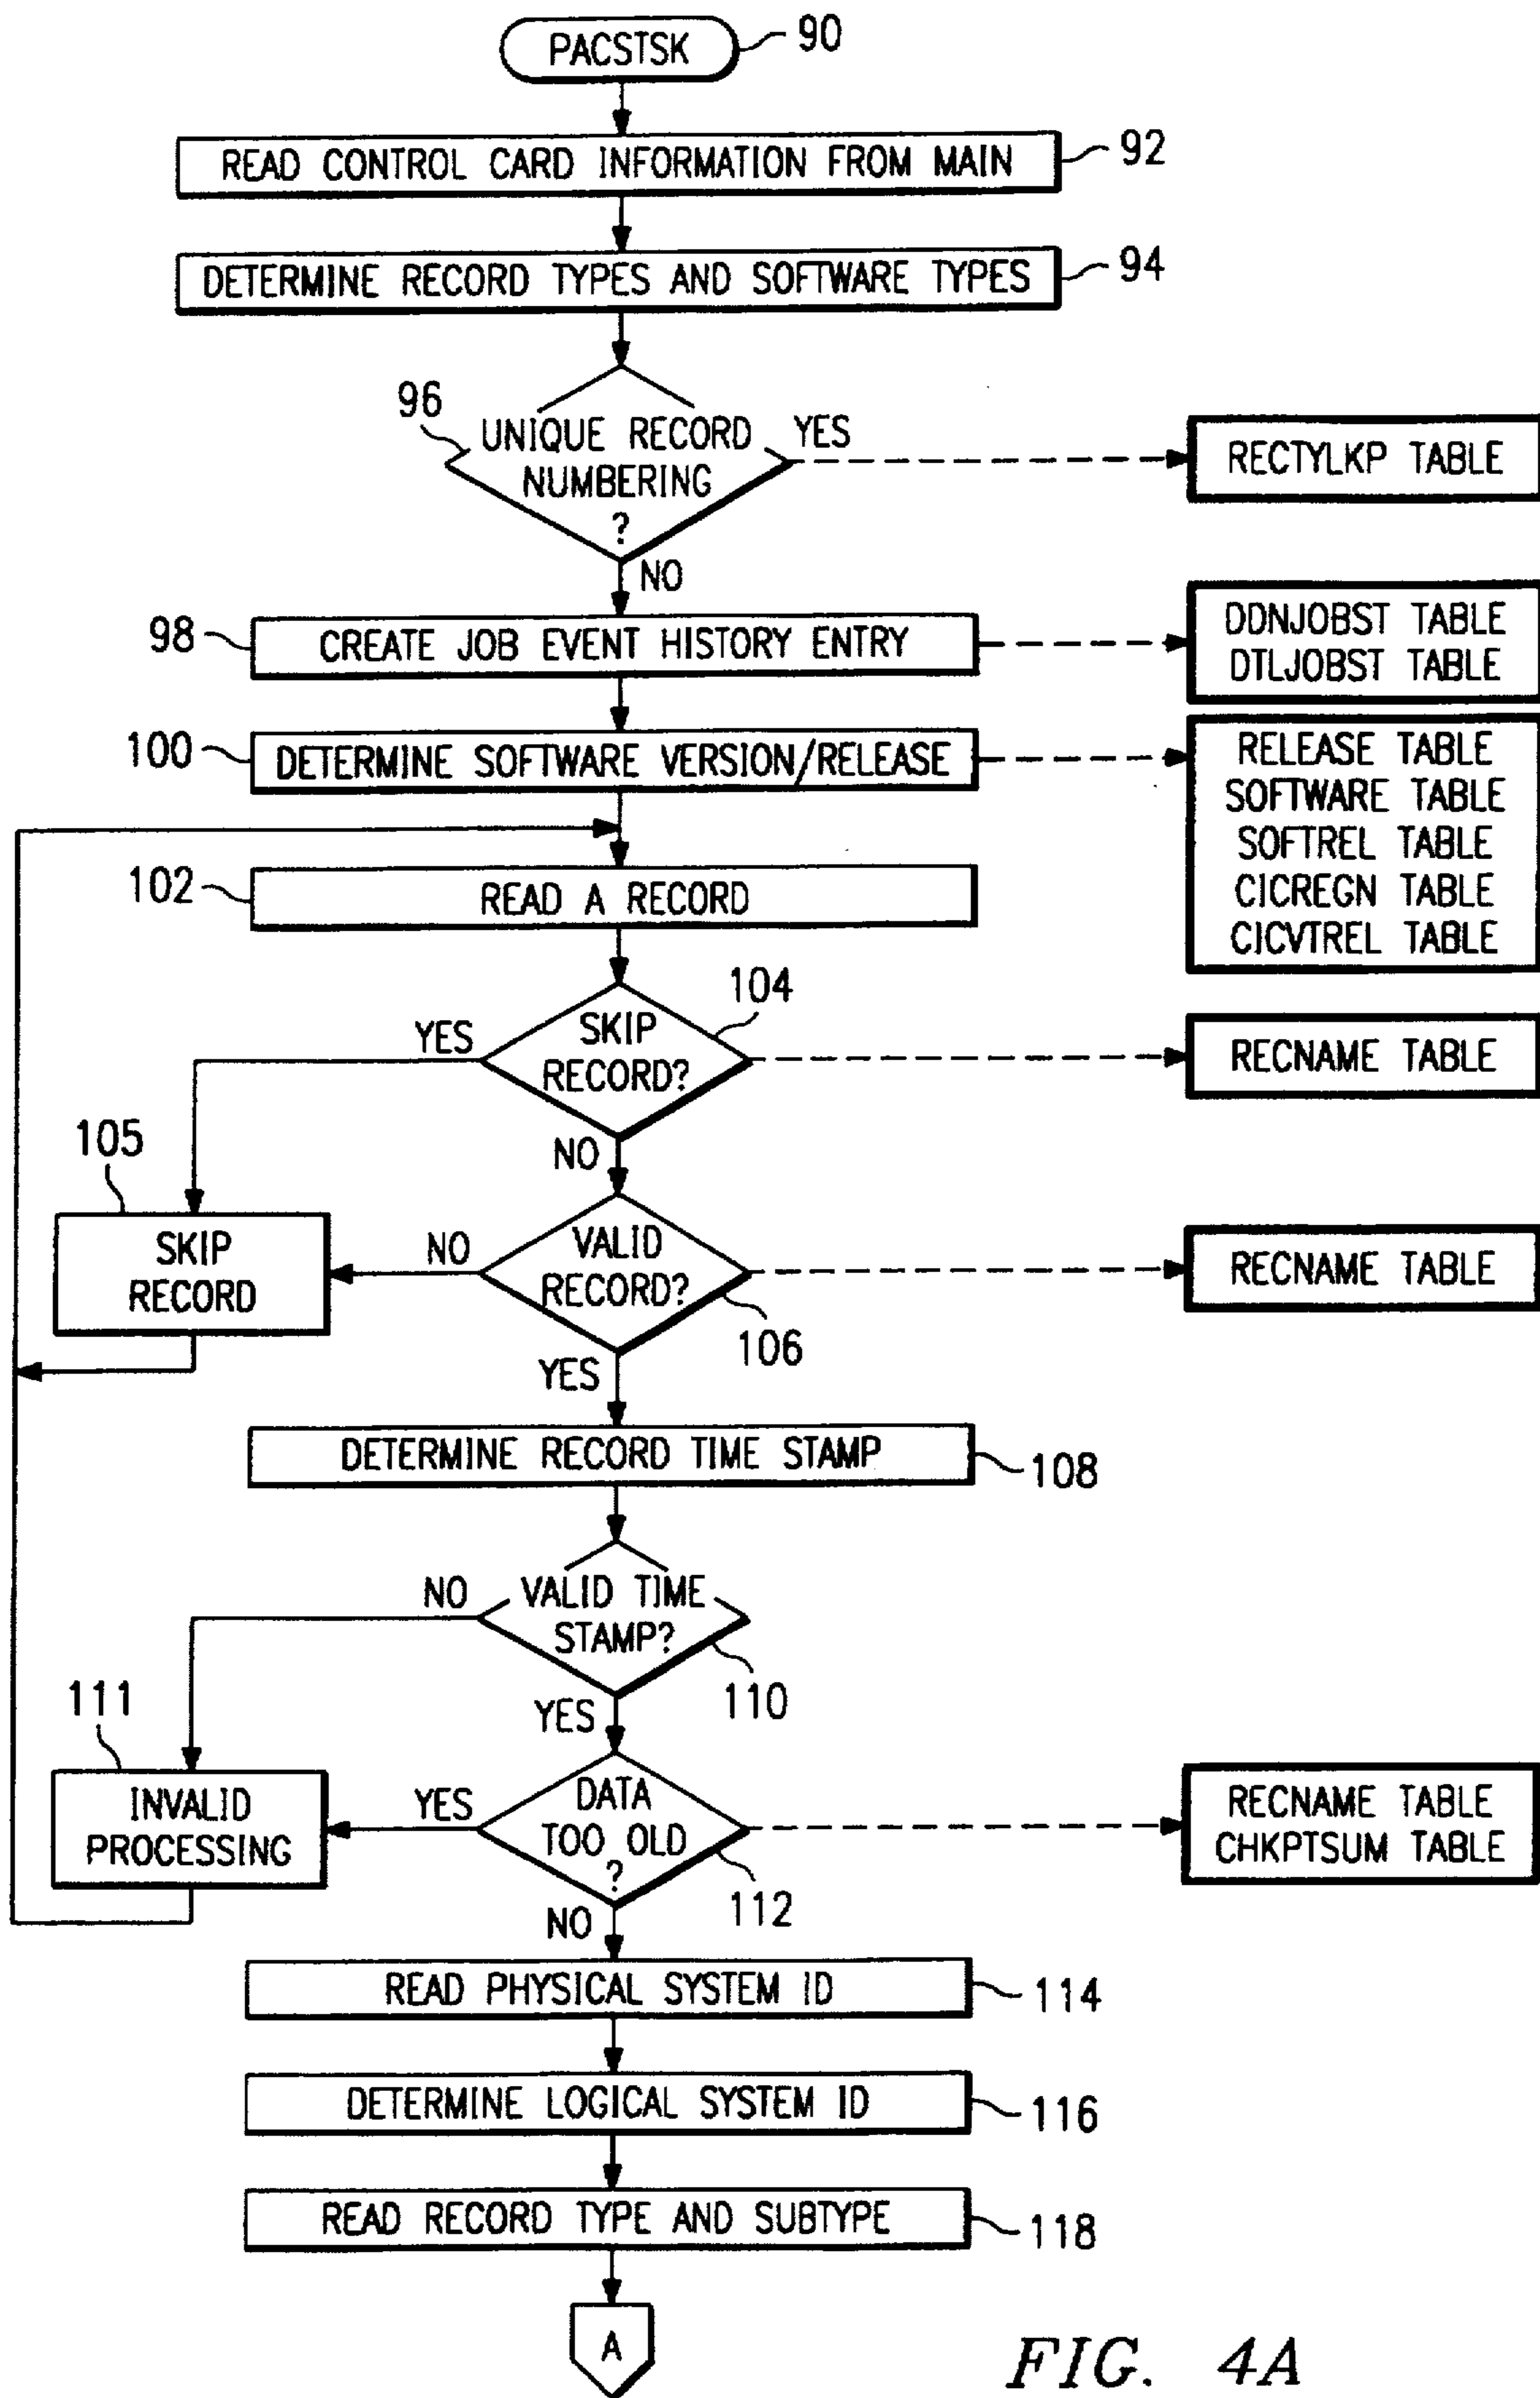 PACSTSK
90
READ CONTROL CARD INFORMATION FROM MAIN
92
DETERMINE RECORD TYPES AND SOFTWARE TYPES
94
96
UNIQUE RECORD
NUMBERING
?
YES
RECTYLKP TABLE
NO
98
CREATE JOB EVENT HISTORY ENTRY
DDNJOBST TABLE
DTLJOBST TABLE
100
DETERMINE SOFTWARE VERSION/RELEASE
RELEASE TABLE
SOFTWARE TABLE
SOFTREL TABLE
CICREGN TABLE
CICVTREL TABLE
102
READ A RECORD
104
YES
SKIP
RECORD?
RECNAME TABLE
NO
105
SKIP
RECORD
NO
VALID
RECORD?
RECNAME TABLE
106
YES
DETERMINE RECORD TIME STAMP
108
NO
VALID TIME
STAMP?
110
YES
111
INVALID
PROCESSING
YES
DATA
TOO OLD
?
RECNAME TABLE
CHKPTSUM TABLE
112
NO
READ PHYSICAL SYSTEM ID
114
DETERMINE LOGICAL SYSTEM ID
116
READ RECORD TYPE AND SUBTYPE
118
A
FIG. 4A